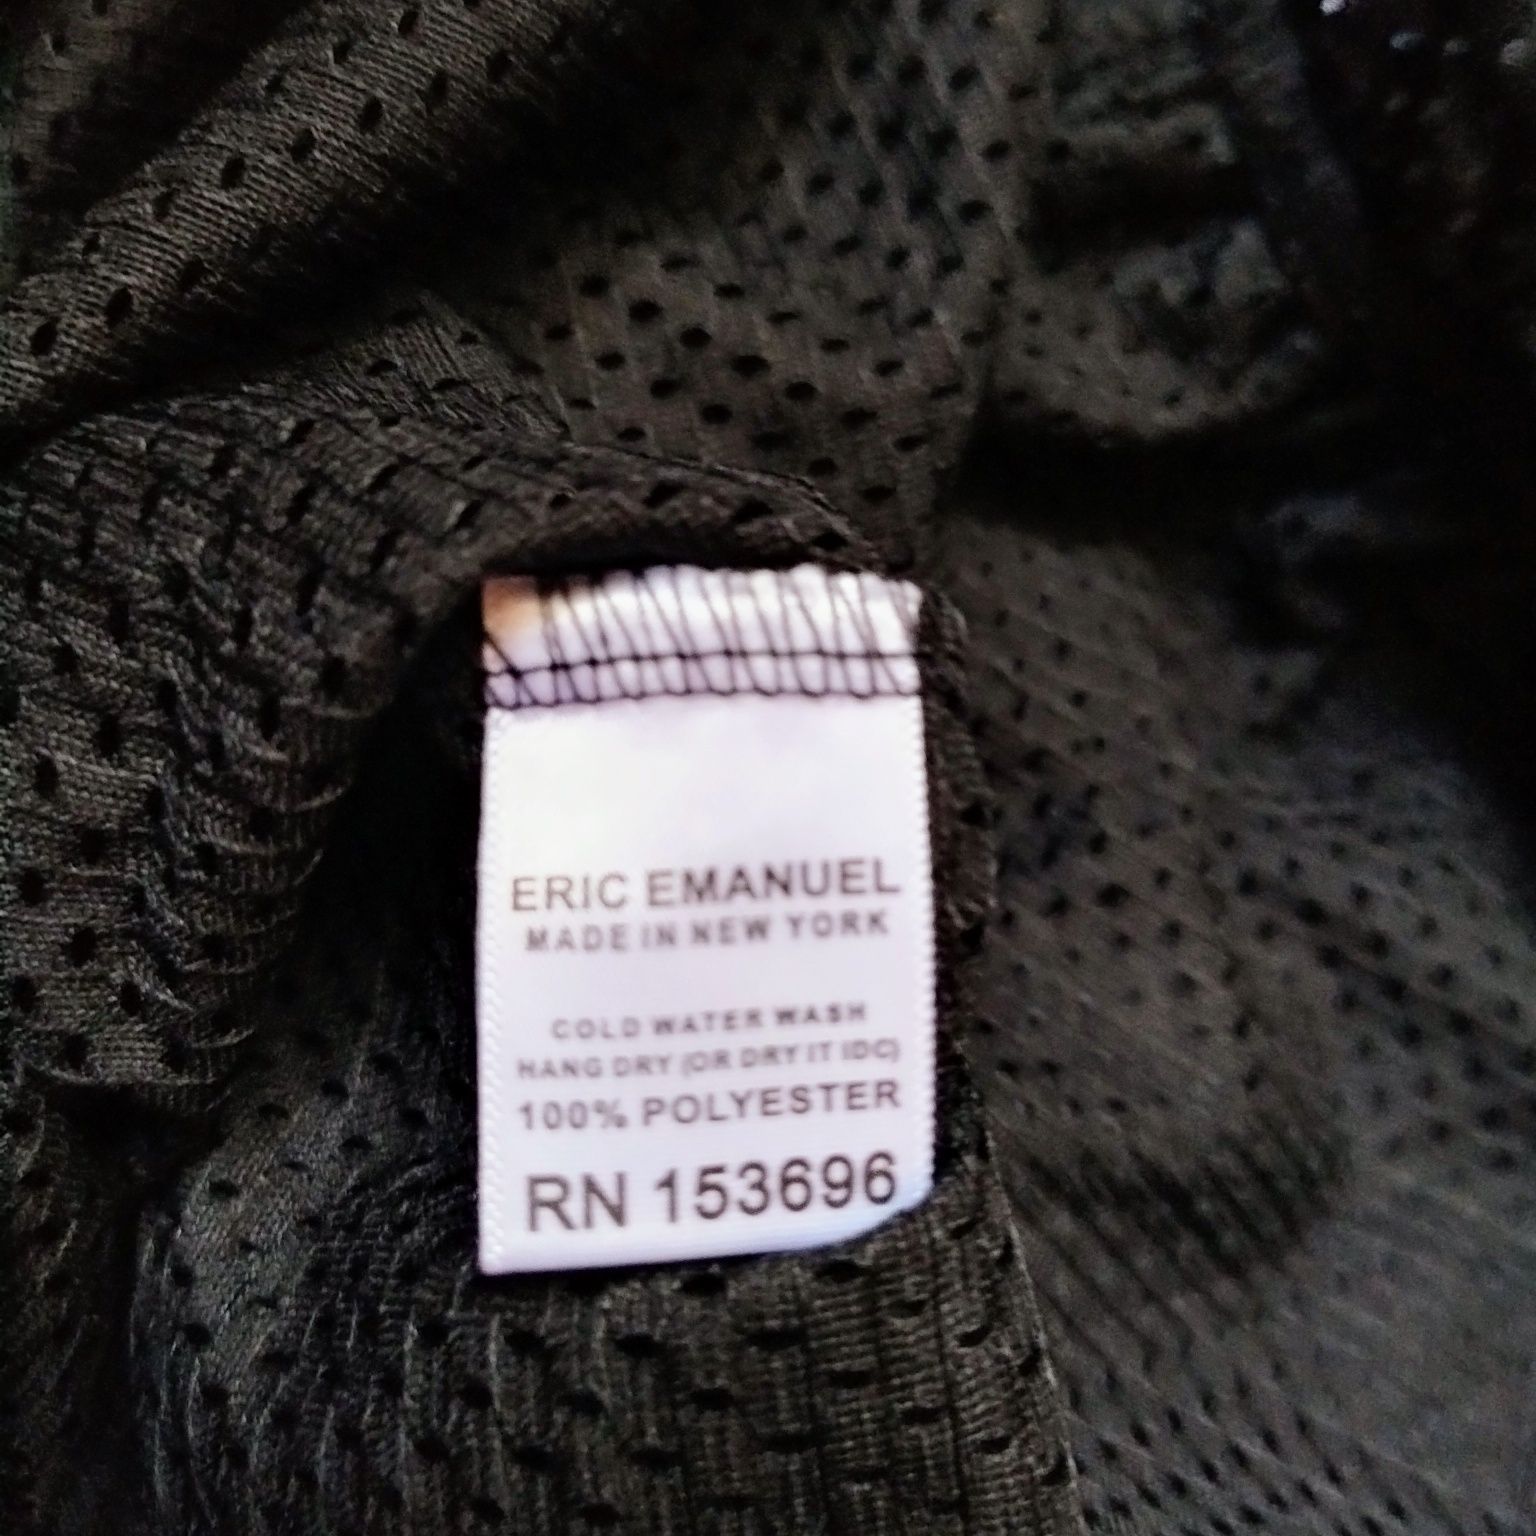 ERIC EMANUEL
MADE IN NEW YORK
COLD WATER WASH
HANG DRY (OR DRY IT IDC)
100% POLYESTER
RN 153696